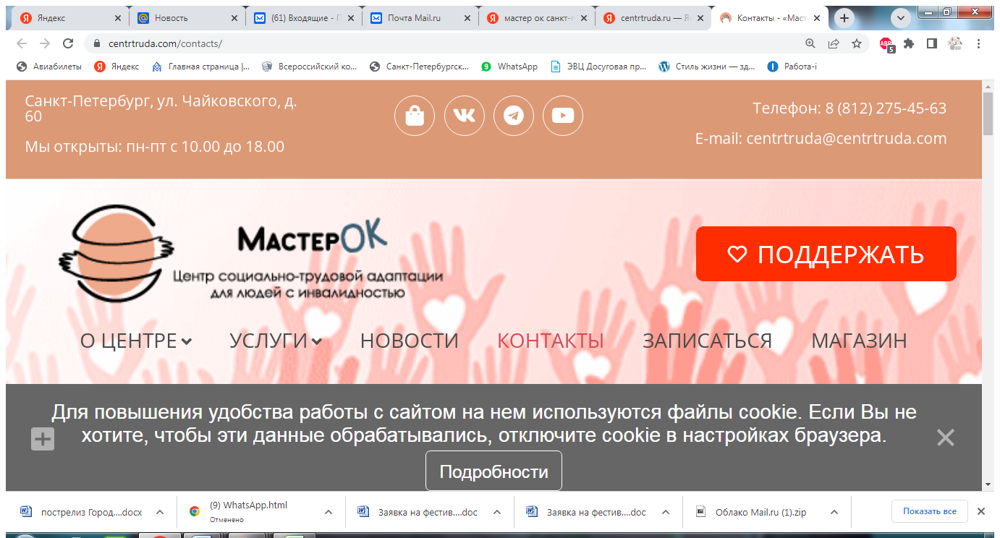 Яндекс
Новость
(61) Входящие - П
Почта Mail.ru
мастер ок санкт-п
centrtruda.ru — Ян
Контакты - «Маст
centrtruda.com/contacts/
ABP
5
Авиабилеты
Яндекс
Главная страница |...
Всероссийский ко...
Санкт-Петербургск...
9
WhatsApp
ЭВЦ Досуговая пр...
Стиль жизни — зд...
Работа-i
Санкт-Петербург, ул. Чайковского, д.
60
Мы открыты: пн-пт с 10.00 до 18.00
Телефон: 8 (812) 275-45-63
E-mail: centrtruda@centrtruda.com
МастерОК
Центр социально-трудовой адаптации
для людей с инвалидностью
ПОДДЕРЖАТЬ
О ЦЕНТРЕ
УСЛУГИ
НОВОСТИ
КОНТАКТЫ
ЗАПИСАТЬСЯ
МАГАЗИН
Для повышения удобства работы с сайтом на нем используются файлы cookie. Если Вы не
хотите, чтобы эти данные обрабатывались, отключите cookie в настройках браузера.
Подробности
пострелиз Город....docx
(9) WhatsApp.html
Отменено
Заявка на фестив....doc
Заявка на фестив....doc
Облако Mail.ru (1).zip
Показать все